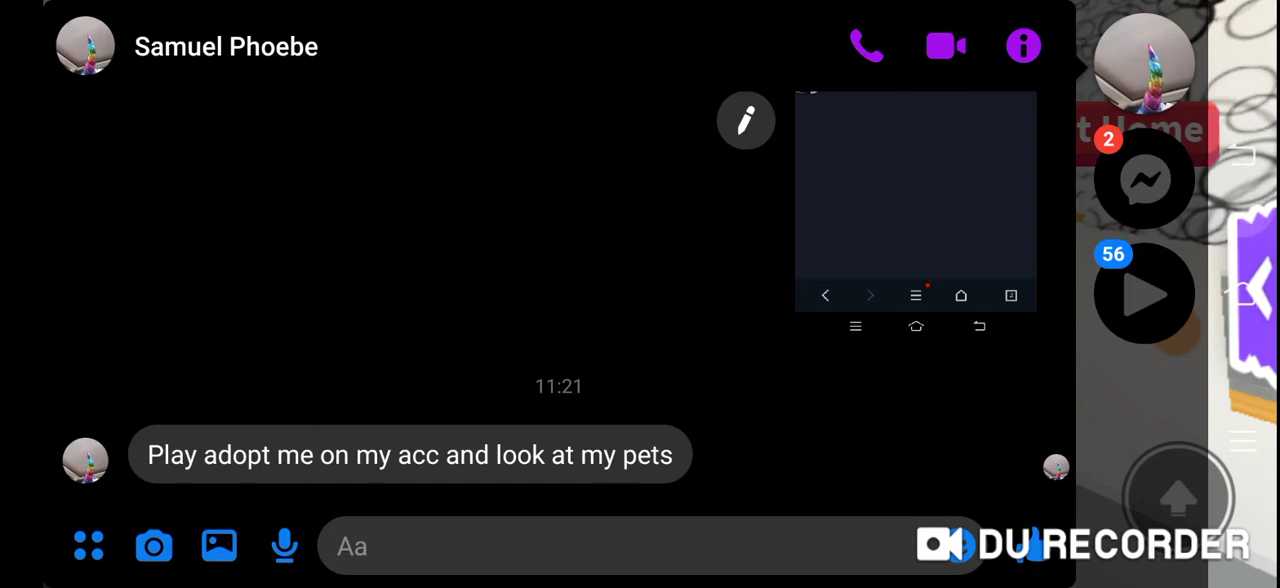 Samuel Phoebe
t Home
2
56
11:21
Play adopt me on my acc and look at my pets
Aa
DU RECORDER